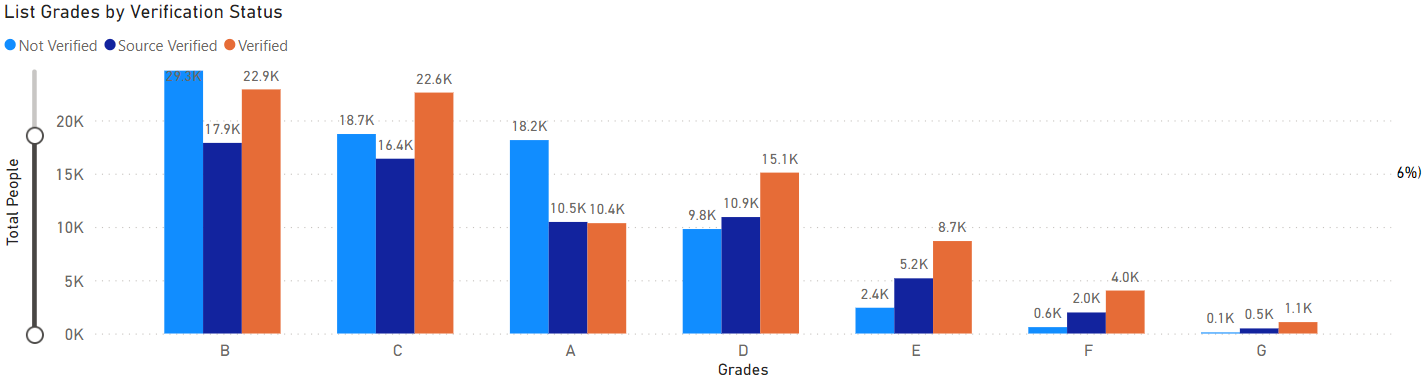 List Grades by Verification Status
Not Verified Source Verified Verified
29.3K 22.9K 22.6K
20K 18.7K 18.2K
17.9K 16.4K 15.1K
15K 6%)
10K 10.5K 10.4K 9.8K 10.9K 8.7K
5K 2.4K 5.2K 4.0K
0K 0.6K 2.0K 0.1K 0.5K 1.1K
Total People
B C A D E F G
Grades